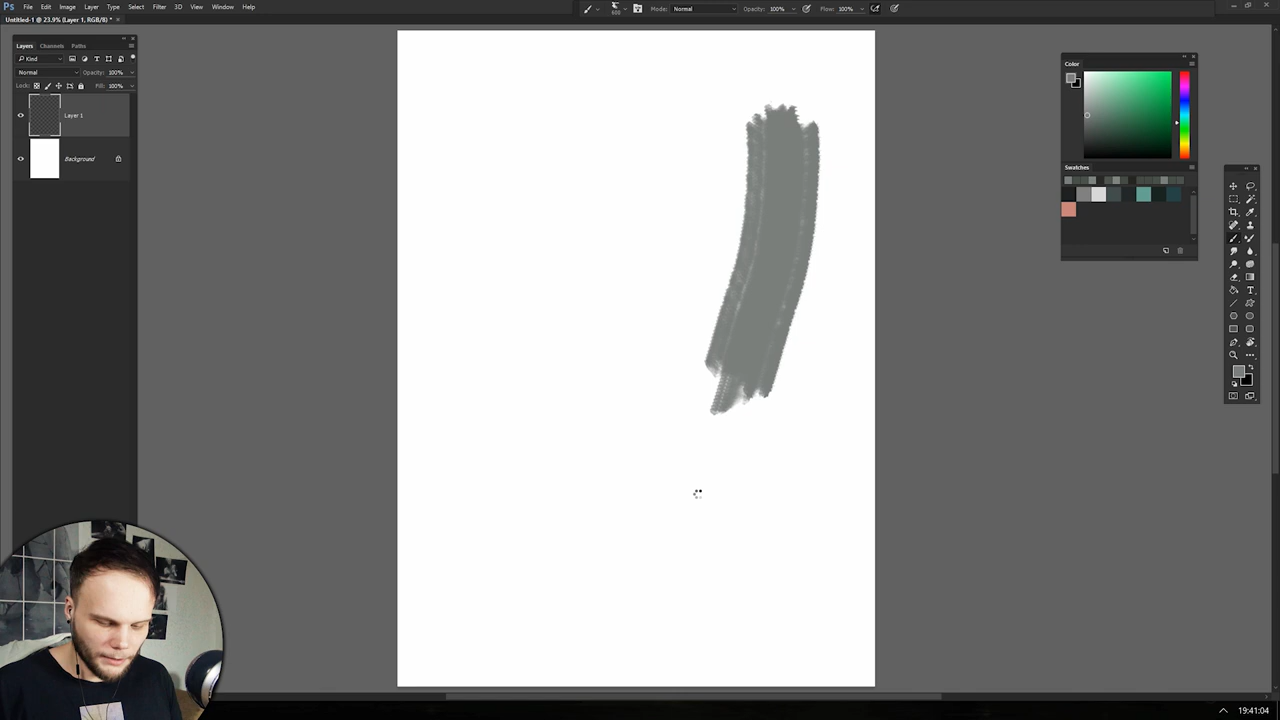 Ps File Edit Image Layer Type Select Filter 3D View Window Help
600 Mode: Normal Opacity: 100% Flow: 100%
Untitled-1 @ 23.9% (Layer 1, RGB/8) * ×
Layers Channels Paths
Kind
Normal Opacity: 100%
Lock: Fill: 100%
Layer 1
Background
Color
Swatches
19:41:04